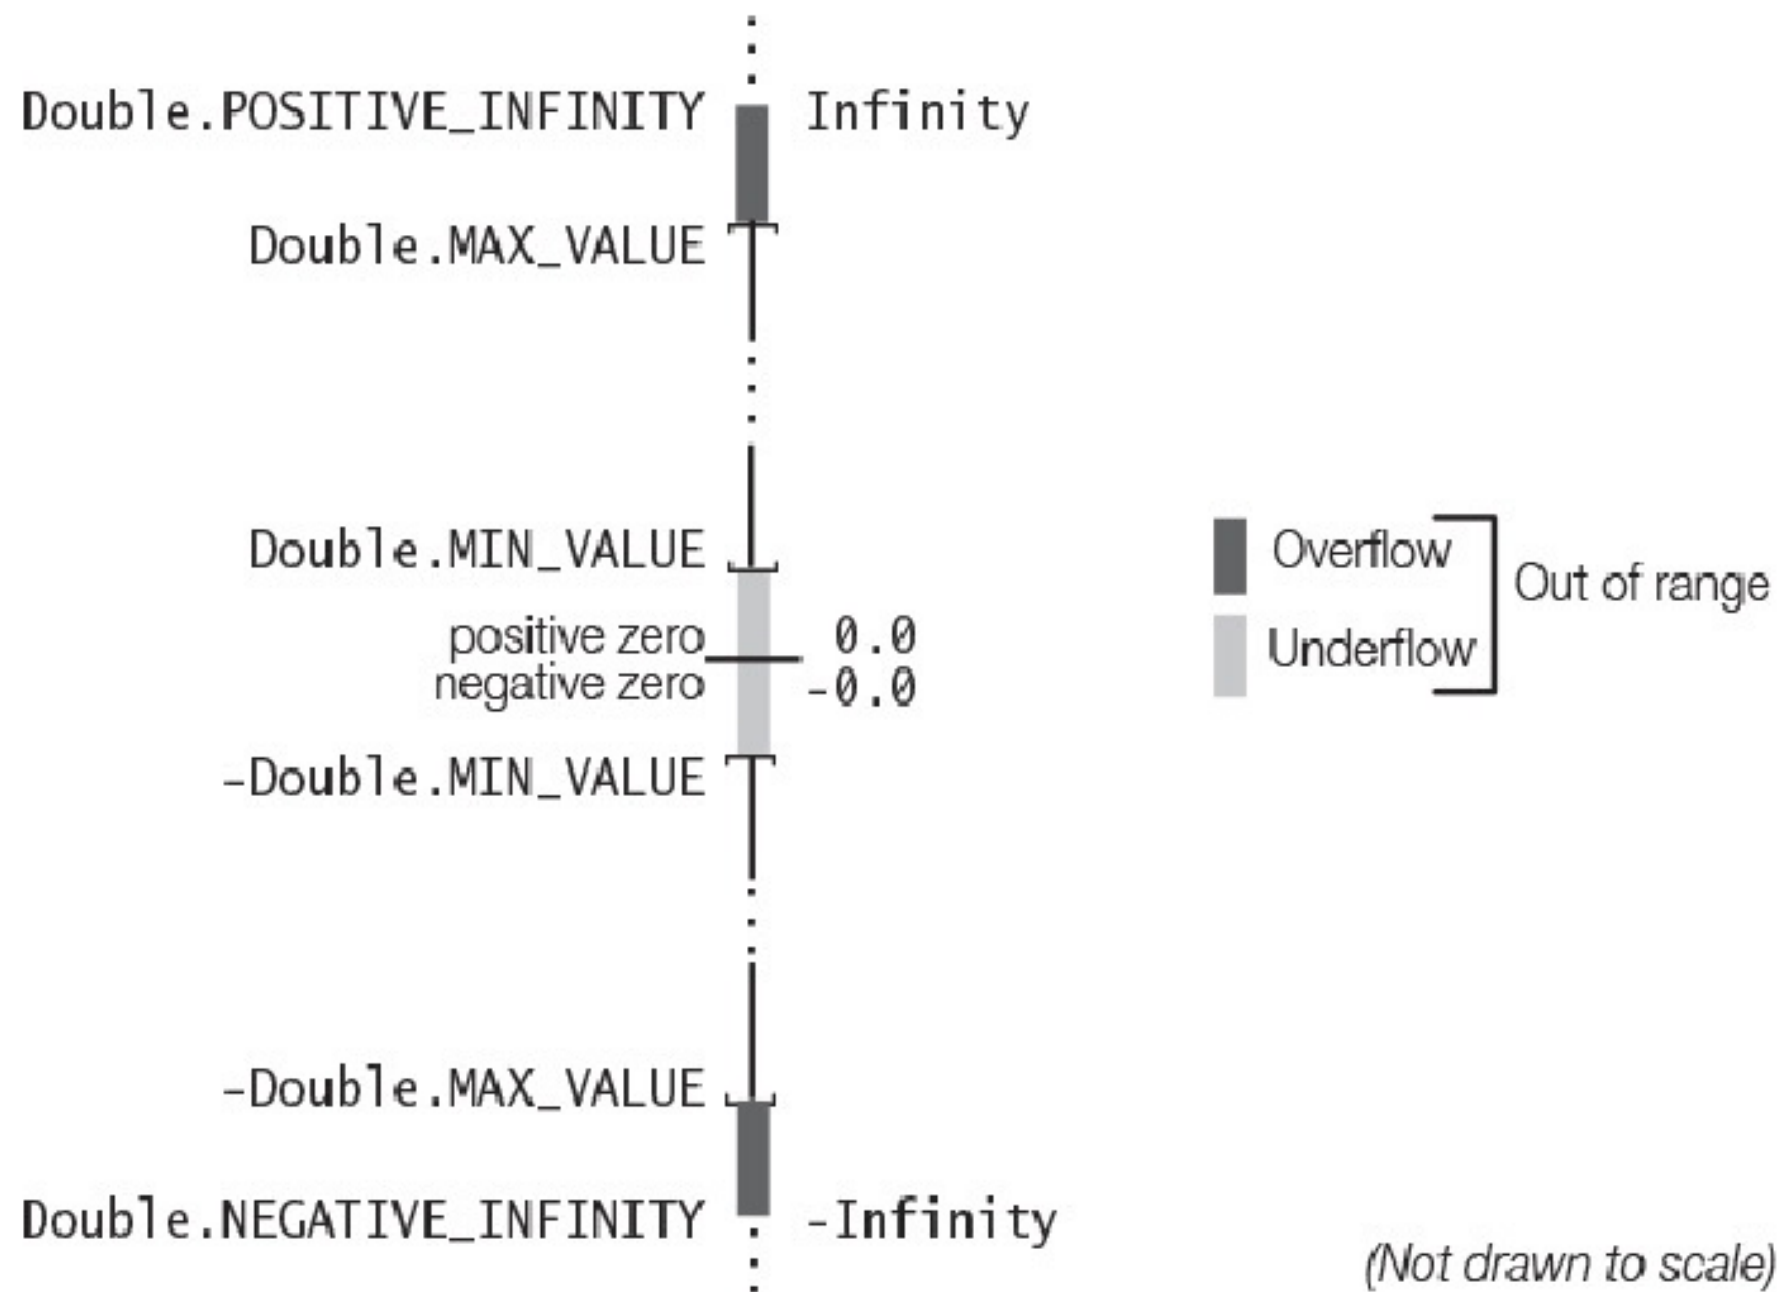 Double.POSITIVE_INFINITY Infinity
Double.MAX_VALUE
Double.MIN_VALUE
positive zero 0.0
negative zero -0.0
-Double.MIN_VALUE
-Double.MAX_VALUE
Double.NEGATIVE_INFINITY -Infinity
Overflow
Underflow
Out of range
(Not drawn to scale)